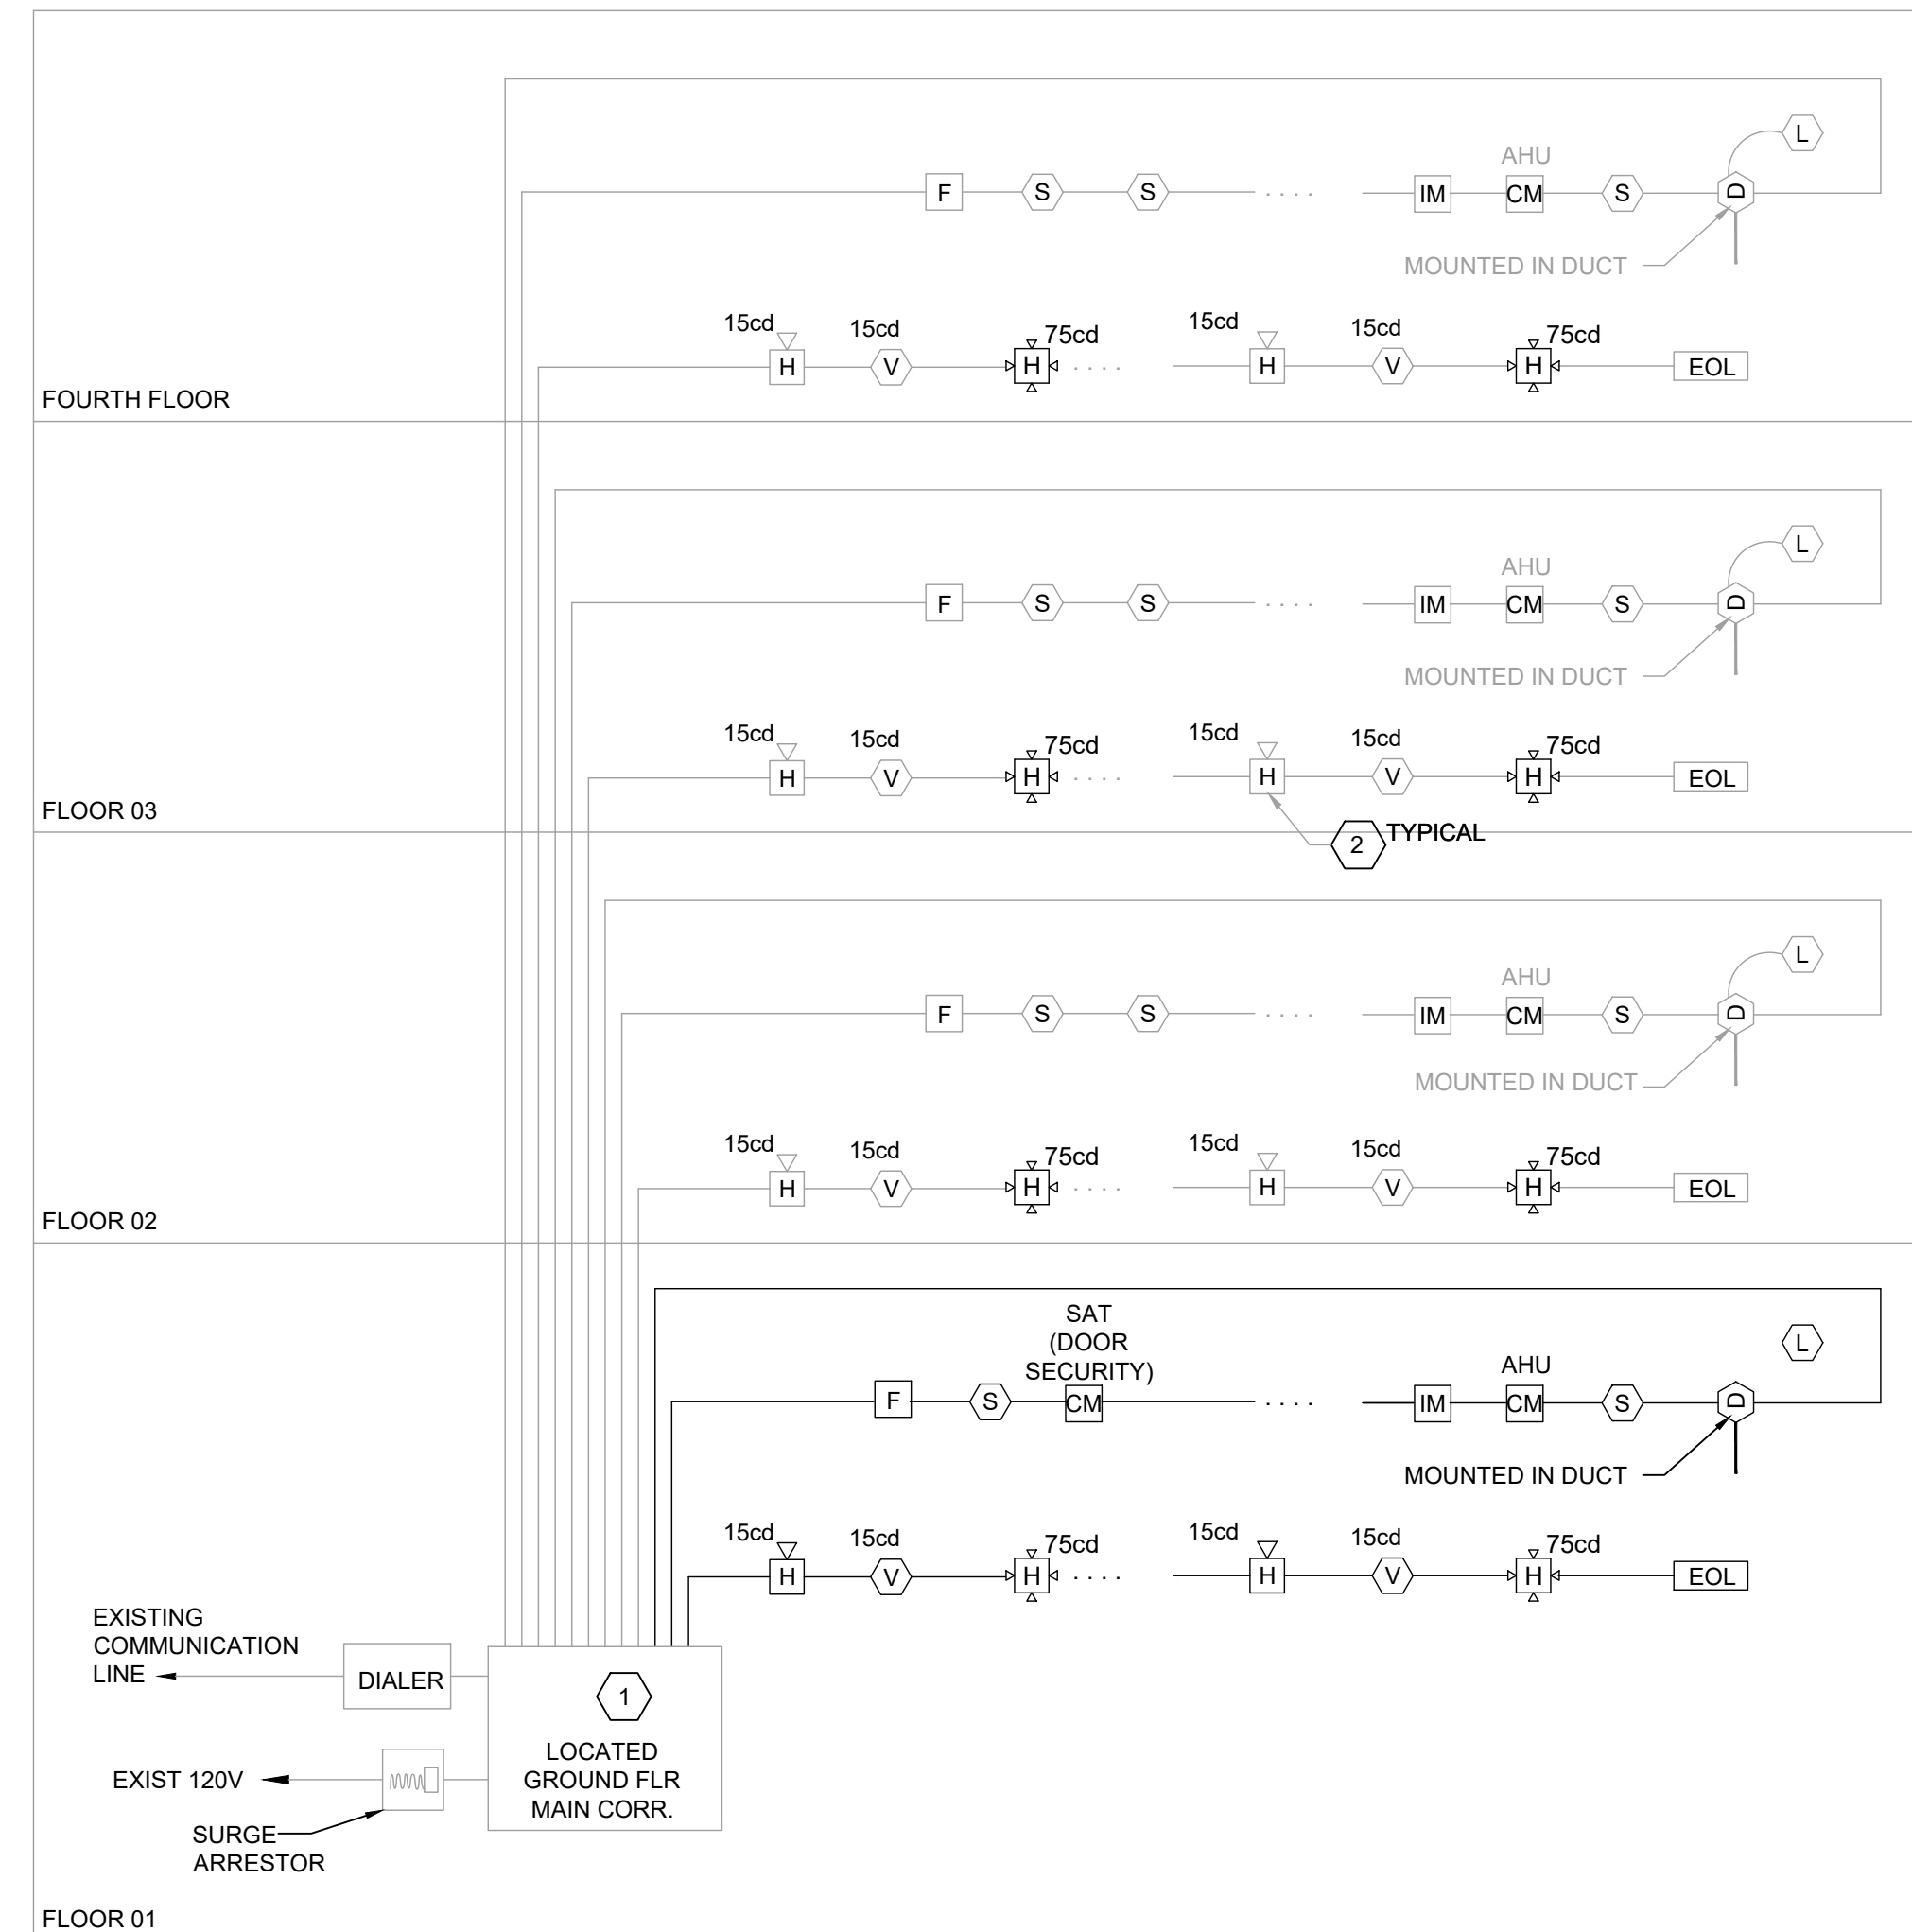 L
AHU
F S S . . . . IM CM S D
MOUNTED IN DUCT
15cd 15cd 75cd 15cd 15cd 75cd
H V H . . . . H V H EOL
FOURTH FLOOR
L
AHU
F S S . . . . IM CM S D
MOUNTED IN DUCT
15cd 15cd 75cd 15cd 15cd 75cd
H V H . . . . H V H EOL
FLOOR 03
2 TYPICAL
L
AHU
F S S . . . . IM CM S D
MOUNTED IN DUCT
15cd 15cd 75cd 15cd 15cd 75cd
H V H . . . . H V H EOL
FLOOR 02
SAT
(DOOR
SECURITY)
L
AHU
F S CM . . . . IM CM S D
MOUNTED IN DUCT
15cd 15cd 75cd 15cd 15cd 75cd
H V H . . . . H V H EOL
EXISTING
COMMUNICATION
LINE
DIALER
1
LOCATED
GROUND FLR
MAIN CORR.
EXIST 120V
SURGE
ARRESTOR
FLOOR 01